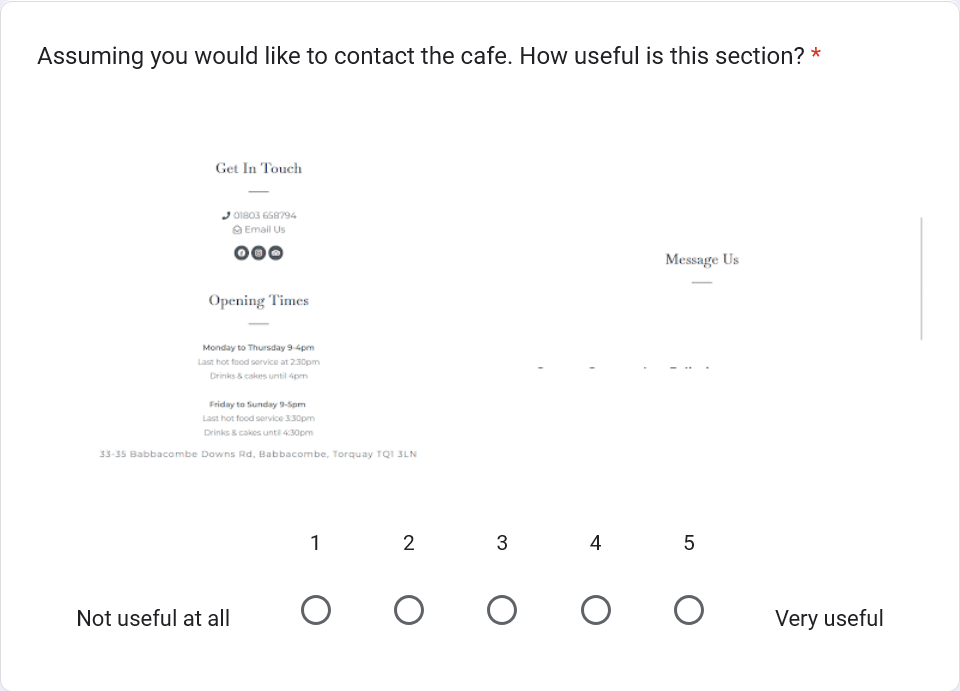 Assuming you would like to contact the cafe. How useful is this section? *
Get In Touch
01803 658794
Email Us
Opening Times
Monday to Thursday 9-4pm
Last hot food service at 2:30pm
Drinks & cakes until 4pm
Friday to Sunday 9-5pm
Last hot food service 3:30pm
Drinks & cakes until 4:30pm
33-35 Babbacombe Downs Rd, Babbacombe, Torquay TQ1 3LN
Message Us
1 2 3 4 5
Not useful at all Very useful